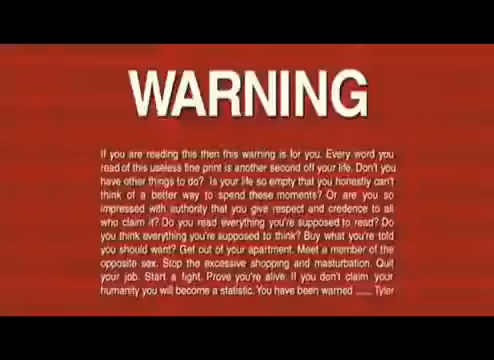 WARNING
If you are reading this then this warning is for you. Every word you
read of this useless fine print is another second off your life. Don't you
have other things to do? Is your life so empty that you honestly can't
think of a better way to spend these moments? Or are you so
impressed with authority that you give respect and credence to all
who claim it? Do you read everything you're supposed to read? Do
you think everything you're supposed to think? Buy what you're told
you should want? Get out of your apartment. Meet a member of the
opposite sex. Stop the excessive shopping and masturbation. Quit
your job. Start a fight. Prove you're alive. If you don't claim your
humanity you will become a statistic. You have been warned ...... Tyler